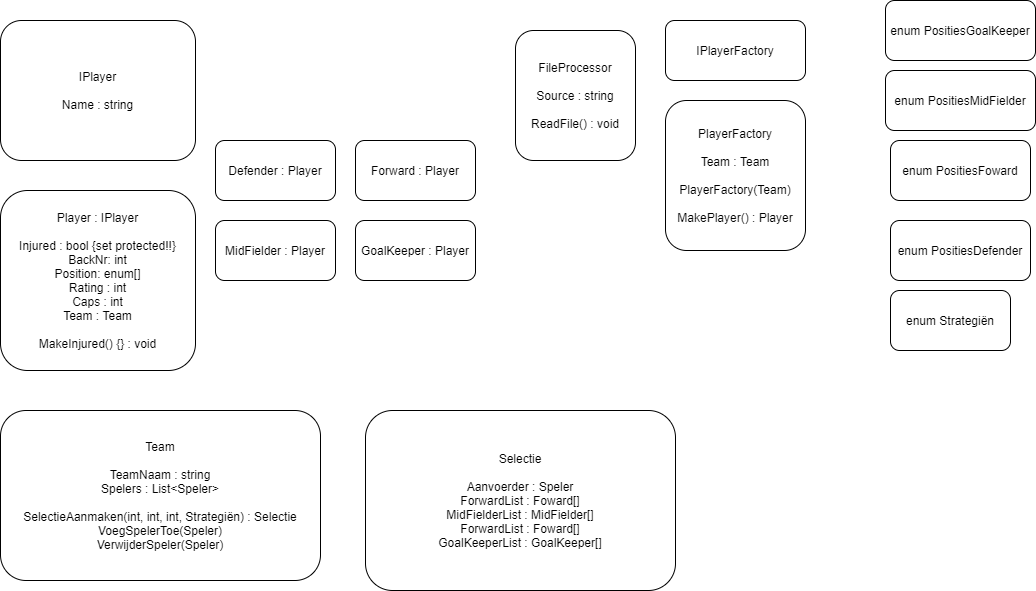 IPlayer
Name : string
Player : IPlayer
Injured : bool {set protected!!}
BackNr: int
Position: enum[]
Rating : int
Caps : int
Team : Team
MakeInjured() {} : void
Defender : Player
Forward : Player
MidFielder : Player
GoalKeeper : Player
FileProcessor
Source : string
ReadFile() : void
IPlayerFactory
PlayerFactory
Team : Team
PlayerFactory(Team)
MakePlayer() : Player
enum PositiesGoalKeeper
enum PositiesMidFielder
enum PositiesFoward
enum PositiesDefender
enum Strategiën
Team
TeamNaam : string
Spelers : List<Speler>
SelectieAanmaken(int, int, int, Strategiën) : Selectie
VoegSpelerToe(Speler)
VerwijderSpeler(Speler)
Selectie
Aanvoerder : Speler
ForwardList : Foward[]
MidFielderList : MidFielder[]
ForwardList : Foward[]
GoalKeeperList : GoalKeeper[]